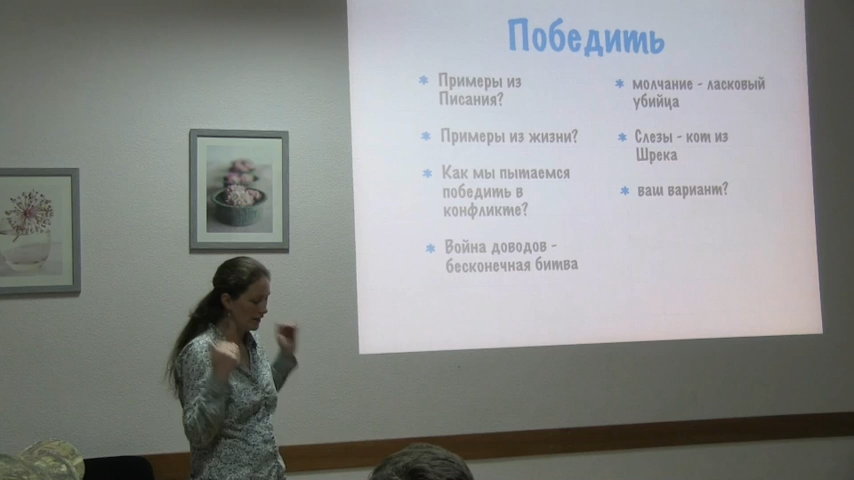 Победить
* Примеры из
Писания?
* Примеры из жизни?
* Как мы пытаемся
победить в
конфликте?
* Война доводов -
бесконечная битва
* молчание - ласковый
убийца
* Слезы - кот из
Шрека
* ваш вариант?